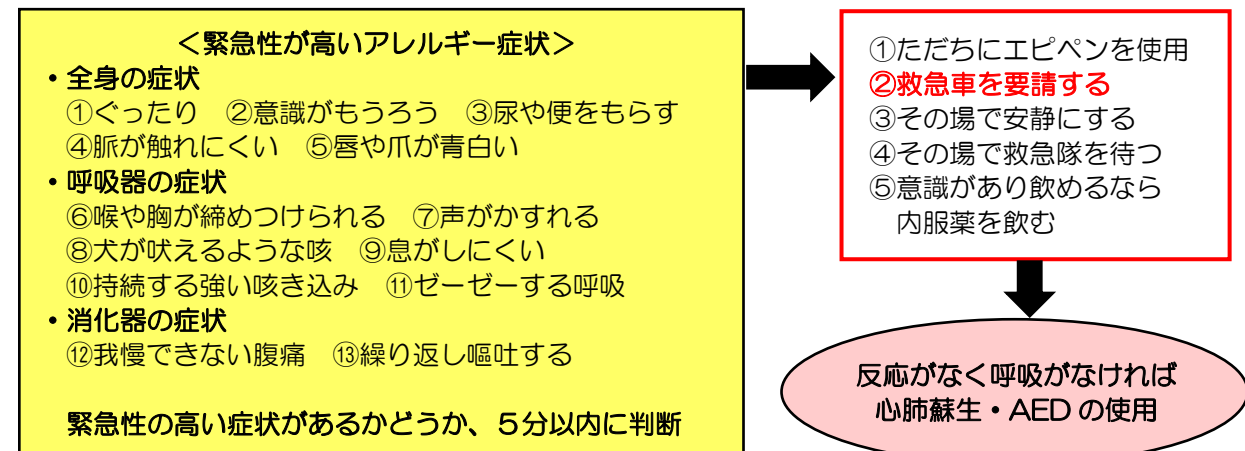 ＜緊急性が高いアレルギー症状＞
・全身の症状
①ぐったり　②意識がもうろう　③尿や便をもらす
④脈が触れにくい　⑤唇や爪が青白い
・呼吸器の症状
⑥喉や胸が締めつけられる　⑦声がかすれる
⑧犬が吠えるような咳　⑨息がしにくい
⑩持続する強い咳き込み　⑪ゼーゼーする呼吸
・消化器の症状
⑫我慢できない腹痛　⑬繰り返し嘔吐する
緊急性の高い症状があるかどうか、５分以内に判断
①ただちにエピペンを使用
②救急車を要請する
③その場で安静にする
④その場で救急隊を待つ
⑤意識があり飲めるなら
内服薬を飲む
反応がなく呼吸がなければ
心肺蘇生・AED の使用